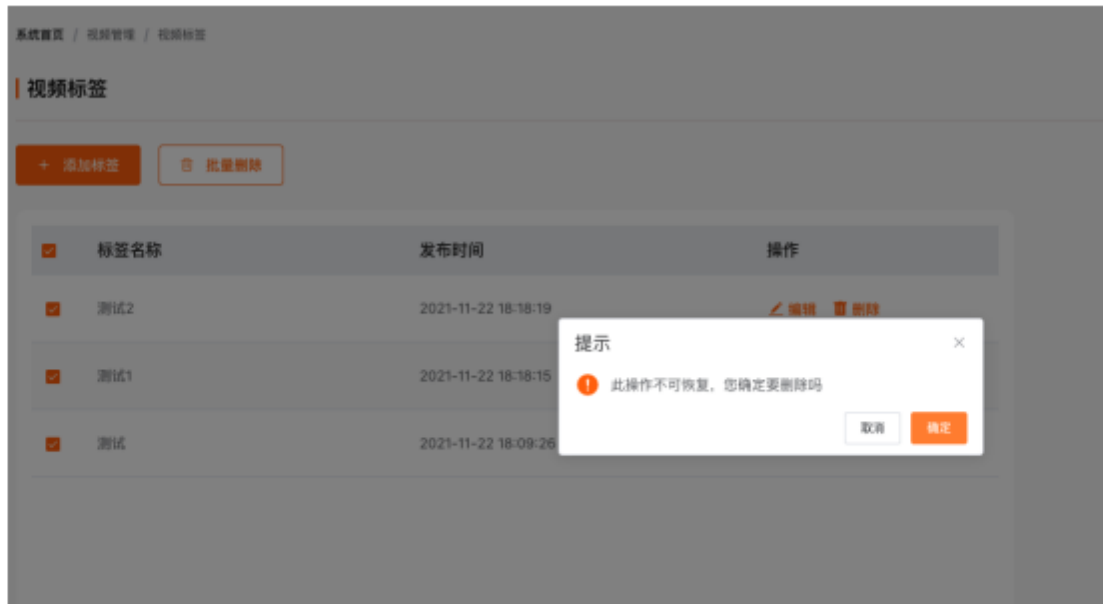 系统首页 / 视频管理 / 视频标签
视频标签
+ 添加标签 批量删除
标签名称 发布时间 操作
测试2 2021-11-22 18:18:19 编辑 删除
测试1 2021-11-22 18:18:15
测试 2021-11-22 18:09:26
提示
此操作不可恢复，您确定要删除吗
取消 确定